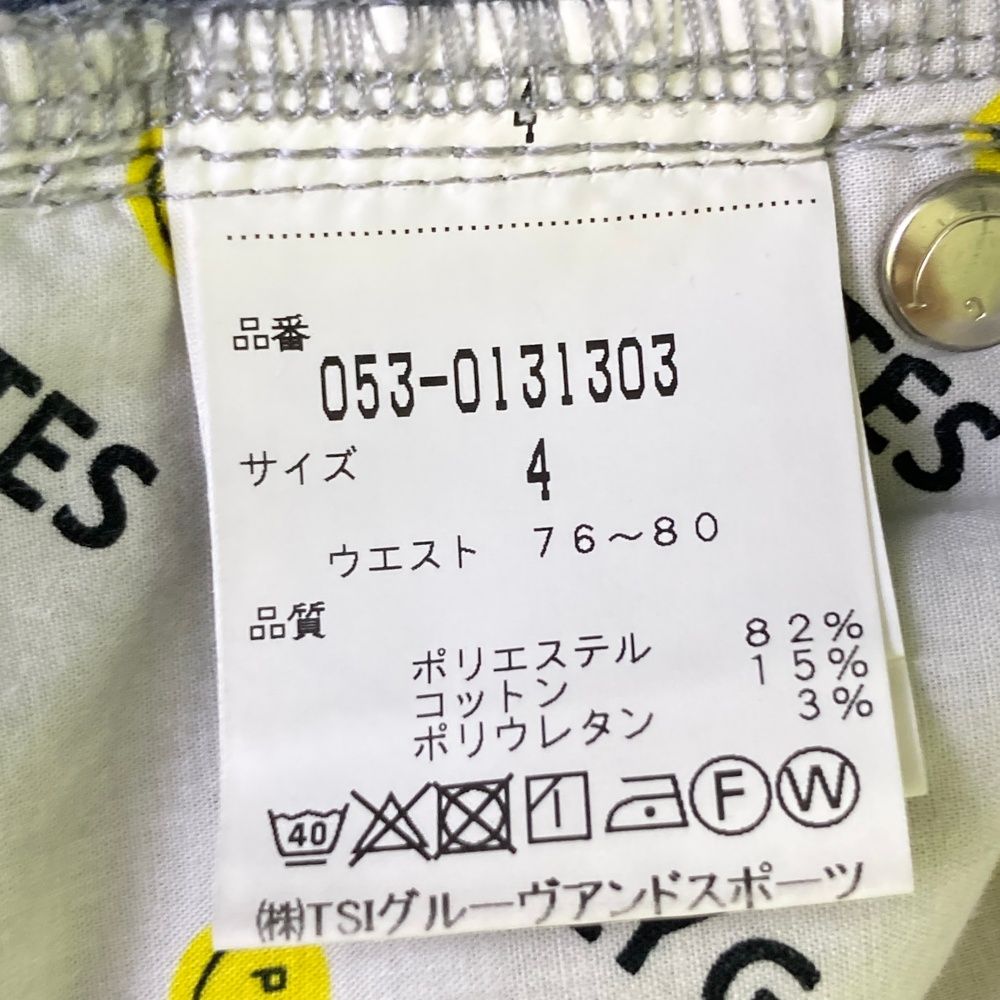 4
品番
053-0131303
サイズ 4
ウエスト 76～80
品質
ポリエステル 82%
コットン 15%
ポリウレタン 3%
40 F W
㈱TSIグルーヴアンドスポーツ
TES
TES
P